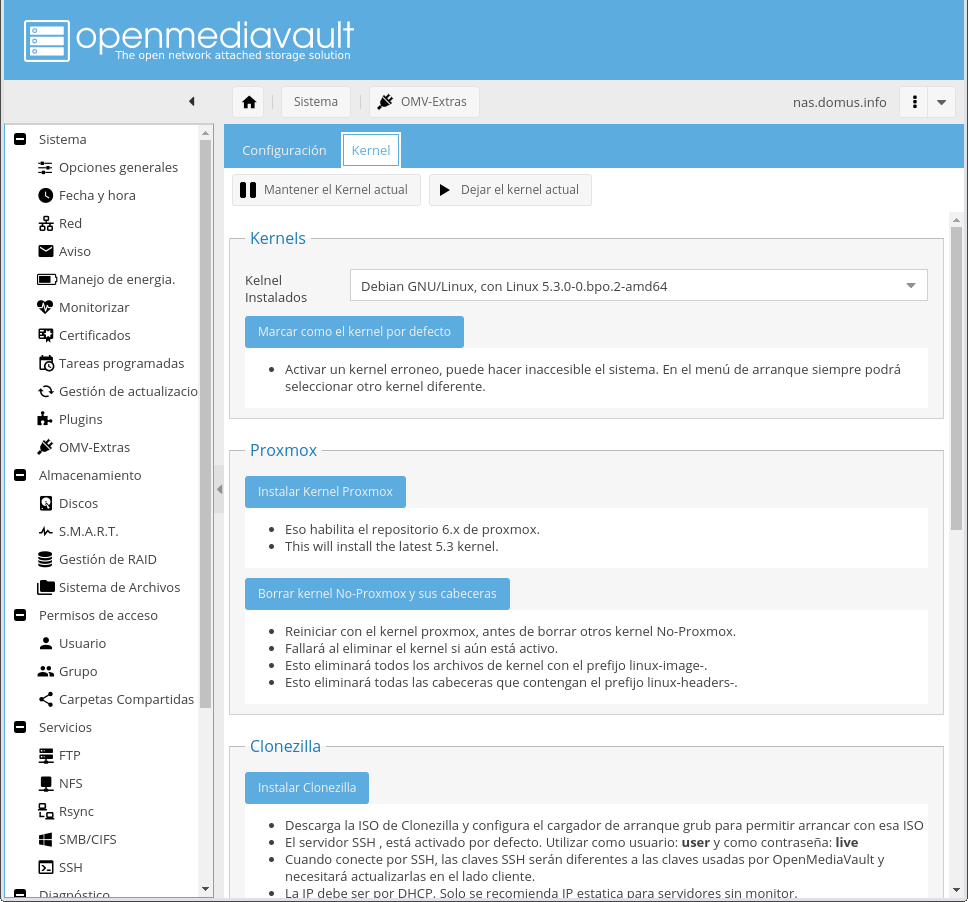 openmediavault
The open network attached storage solution
Sistema
OMV-Extras
nas.domus.info
Sistema
Opciones generales
Fecha y hora
Red
Aviso
Manejo de energia.
Monitorizar
Certificados
Tareas programadas
Gestión de actualizacio
Plugins
OMV-Extras
Almacenamiento
Discos
S.M.A.R.T.
Gestión de RAID
Sistema de Archivos
Permisos de acceso
Usuario
Grupo
Carpetas Compartidas
Servicios
FTP
NFS
Rsync
SMB/CIFS
SSH
Diagnóstico
Configuración
Kernel
Mantener el Kernel actual
Dejar el kernel actual
Kernels
Kelnel
Instalados
Debian GNU/Linux, con Linux 5.3.0-0.bpo.2-amd64
Marcar como el kernel por defecto
Activar un kernel erroneo, puede hacer inaccesible el sistema. En el menú de arranque siempre podrá
seleccionar otro kernel diferente.
Proxmox
Instalar Kernel Proxmox
Eso habilita el repositorio 6.x de proxmox.
This will install the latest 5.3 kernel.
Borrar kernel No-Proxmox y sus cabeceras
Reiniciar con el kernel proxmox, antes de borrar otros kernel No-Proxmox.
Fallará al eliminar el kernel si aún está activo.
Esto eliminará todos los archivos de kernel con el prefijo linux-image-.
Esto eliminará todas las cabeceras que contengan el prefijo linux-headers-.
Clonezilla
Instalar Clonezilla
Descarga la ISO de Clonezilla y configura el cargador de arranque grub para permitir arrancar con esa ISO
El servidor SSH , está activado por defecto. Utilizar como usuario: user y como contraseña: live
Cuando conecte por SSH, las claves SSH serán diferentes a las claves usadas por OpenMediaVault y
necesitará actualizarlas en el lado cliente.
La IP debe ser por DHCP. Solo se recomienda IP estatica para servidores sin monitor.